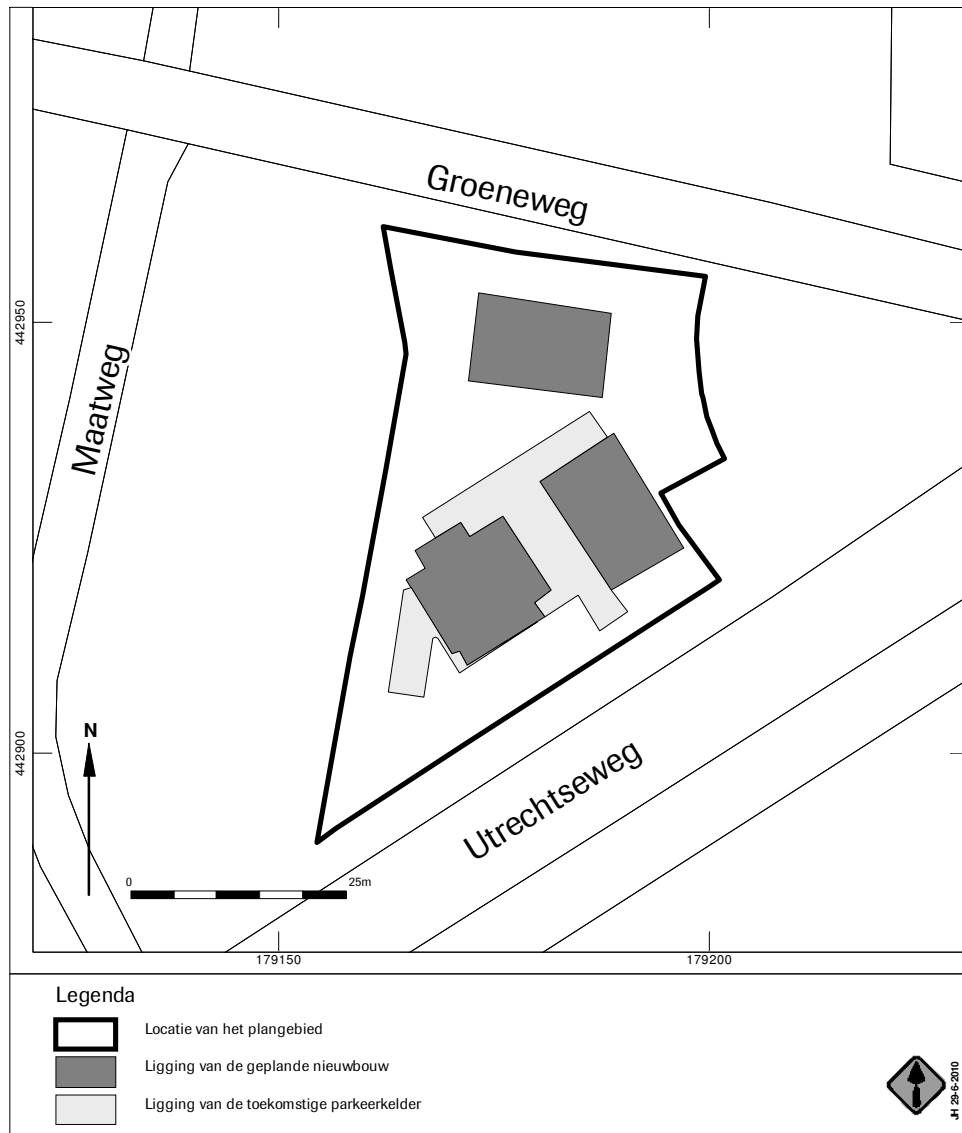 Groeneweg
442950
Maatweg
442900
N
Utrechtseweg
0 25m
179150 179200
Legenda
Locatie van het plangebied
Ligging van de geplande nieuwbouw
Ligging van de toekomstige parkeerkelder
JH 29-6-2010